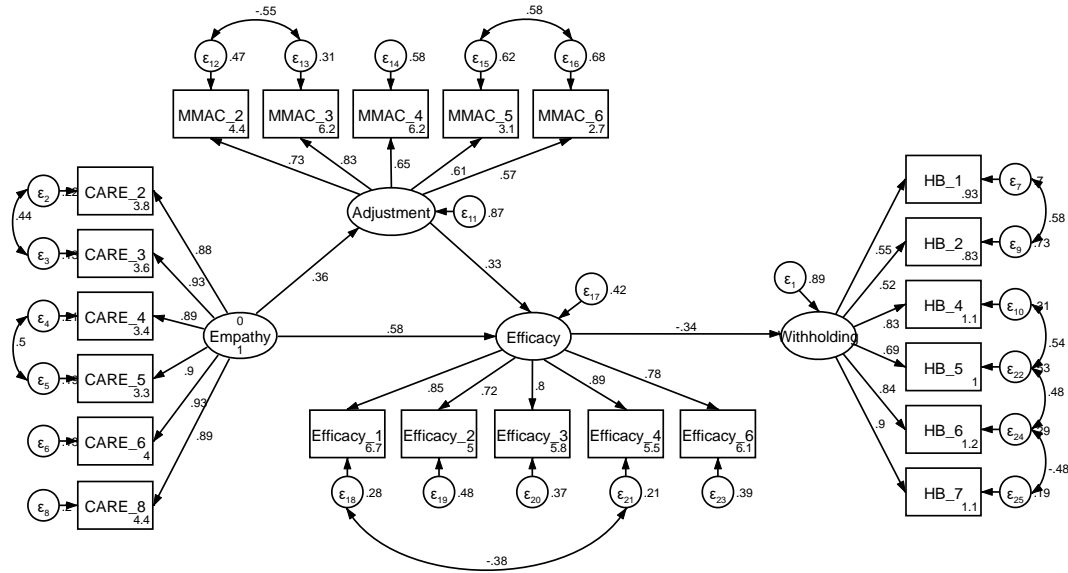 -.55
.58
ε12 .47
ε13 .31
ε14 .58
ε15 .62
ε16 .68
MMAC_2 4.4
MMAC_3 6.2
MMAC_4 6.2
MMAC_5 3.1
MMAC_6 2.7
.73
.83
.65
.61
.57
Adjustment
ε11 .87
.36
.33
ε2
CARE_2 3.8
.44
ε3
CARE_3 3.6
ε4
CARE_4 3.4
.5
ε5
CARE_5 3.3
ε6
CARE_6 4
ε8
CARE_8 4.4
.88
.93
.89
.9
.93
.89
0
Empathy
1
.58
ε17 .42
Efficacy
-.34
.85
.72
.8
.89
.78
Efficacy_1 6.7
Efficacy_2 5
Efficacy_3 5.8
Efficacy_4 5.5
Efficacy_6 6.1
ε18 .28
ε19 .48
ε20 .37
ε21 .21
ε23 .39
-.38
ε1 .89
Withholding
.55
.52
.83
.69
.84
.9
HB_1 .93
ε7
.58
HB_2 .83
ε9 .73
HB_4 1.1
ε10
.54
HB_5 1
ε22
.48
HB_6 1.2
ε24
-.48
HB_7 1.1
ε25 .19